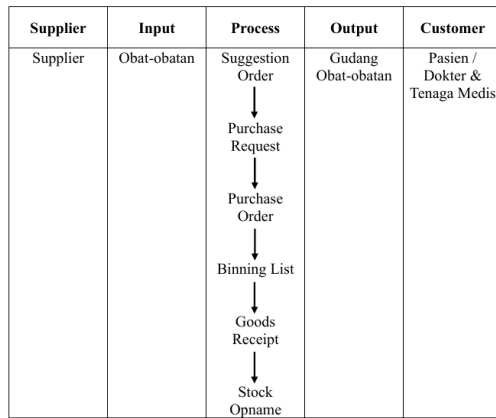 Supplier Input Process Output Customer
Supplier Obat-obatan Suggestion Gudang Pasien /
Order Obat-obatan Dokter &
Tenaga Medis
Purchase
Request
Purchase
Order
Binning List
Goods
Receipt
Stock
Opname